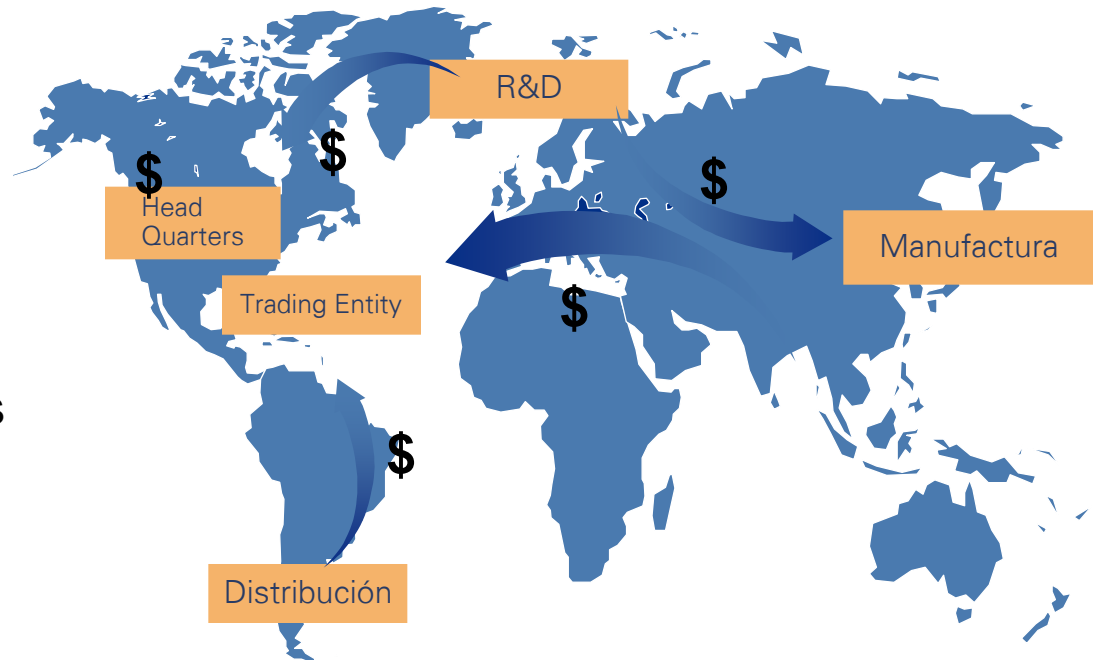 R&D
$
$
$
Head
Quarters
Manufactura
Trading Entity
$
$
Distribución